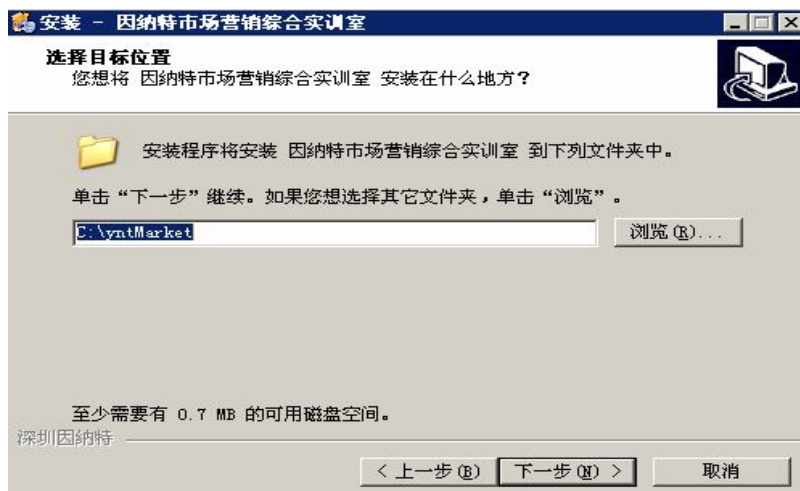 安装 - 因纳特市场营销综合实训室
选择目标位置
您想将 因纳特市场营销综合实训室 安装在什么地方?
安装程序将安装 因纳特市场营销综合实训室 到下列文件夹中。
单击“下一步”继续。如果您想选择其它文件夹，单击“浏览”。
C:\yntMarket
浏览(R)...
至少需要有 0.7 MB 的可用磁盘空间。
深圳因纳特
< 上一步(B) 下一步(N) > 取消